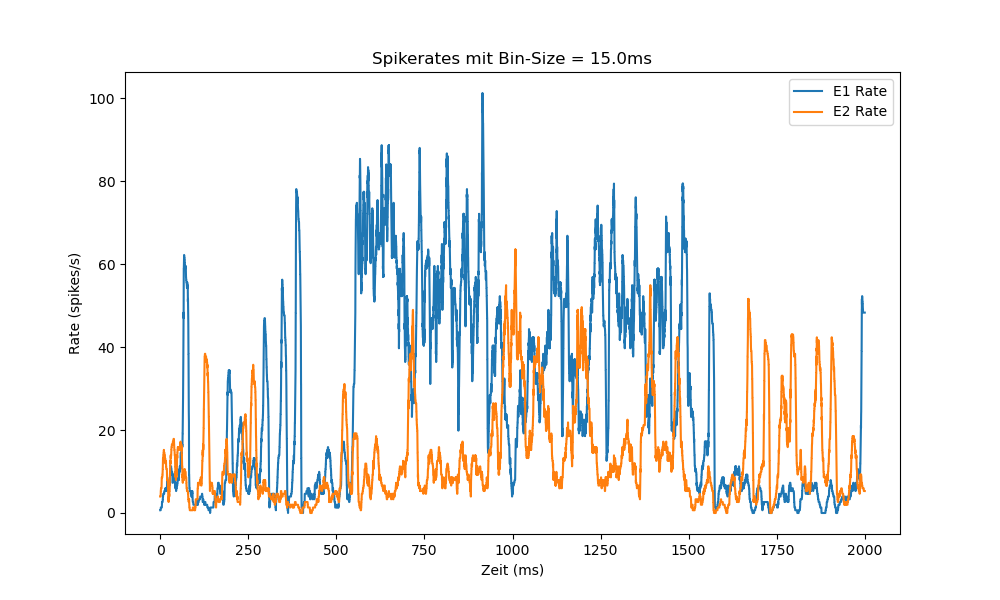 Spikerates mit Bin-Size = 15.0ms
E1 Rate
E2 Rate
Rate (spikes/s)
100
80
60
40
20
0
0 250 500 750 1000 1250 1500 1750 2000
Zeit (ms)